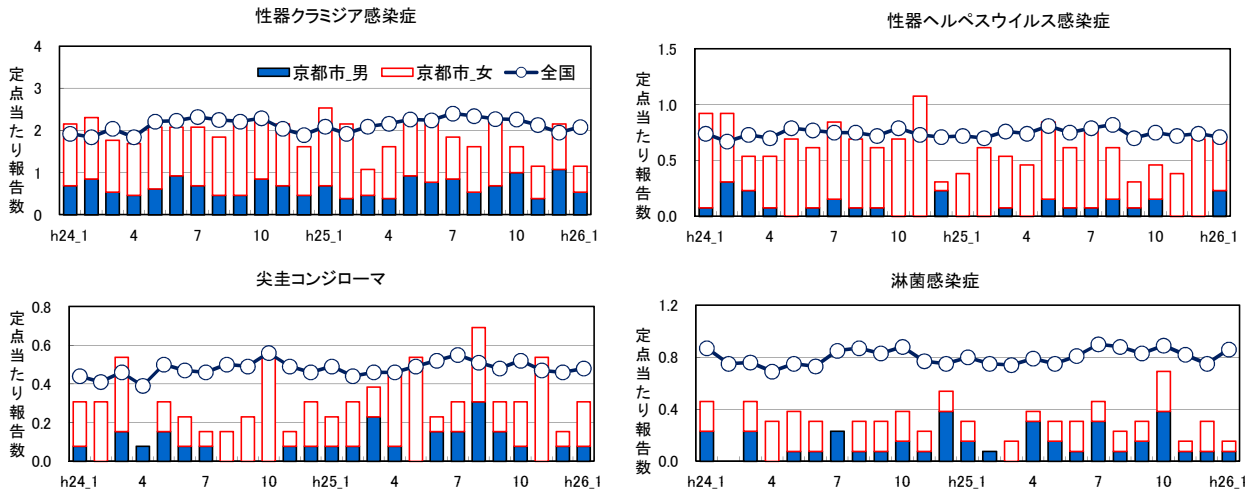 性器クラミジア感染症
定点当たり報告数
4
3
2
1
0
京都市_男 京都市_女 全国
h24_1 4 7 10 h25_1 4 7 10 h26_1
性器ヘルペスウイルス感染症
定点当たり報告数
1.5
1.0
0.5
0.0
h24_1 4 7 10 h25_1 4 7 10 h26_1
尖圭コンジローマ
定点当たり報告数
0.8
0.6
0.4
0.2
0.0
h24_1 4 7 10 h25_1 4 7 10 h26_1
淋菌感染症
定点当たり報告数
1.2
0.8
0.4
0.0
h24_1 4 7 10 h25_1 4 7 10 h26_1